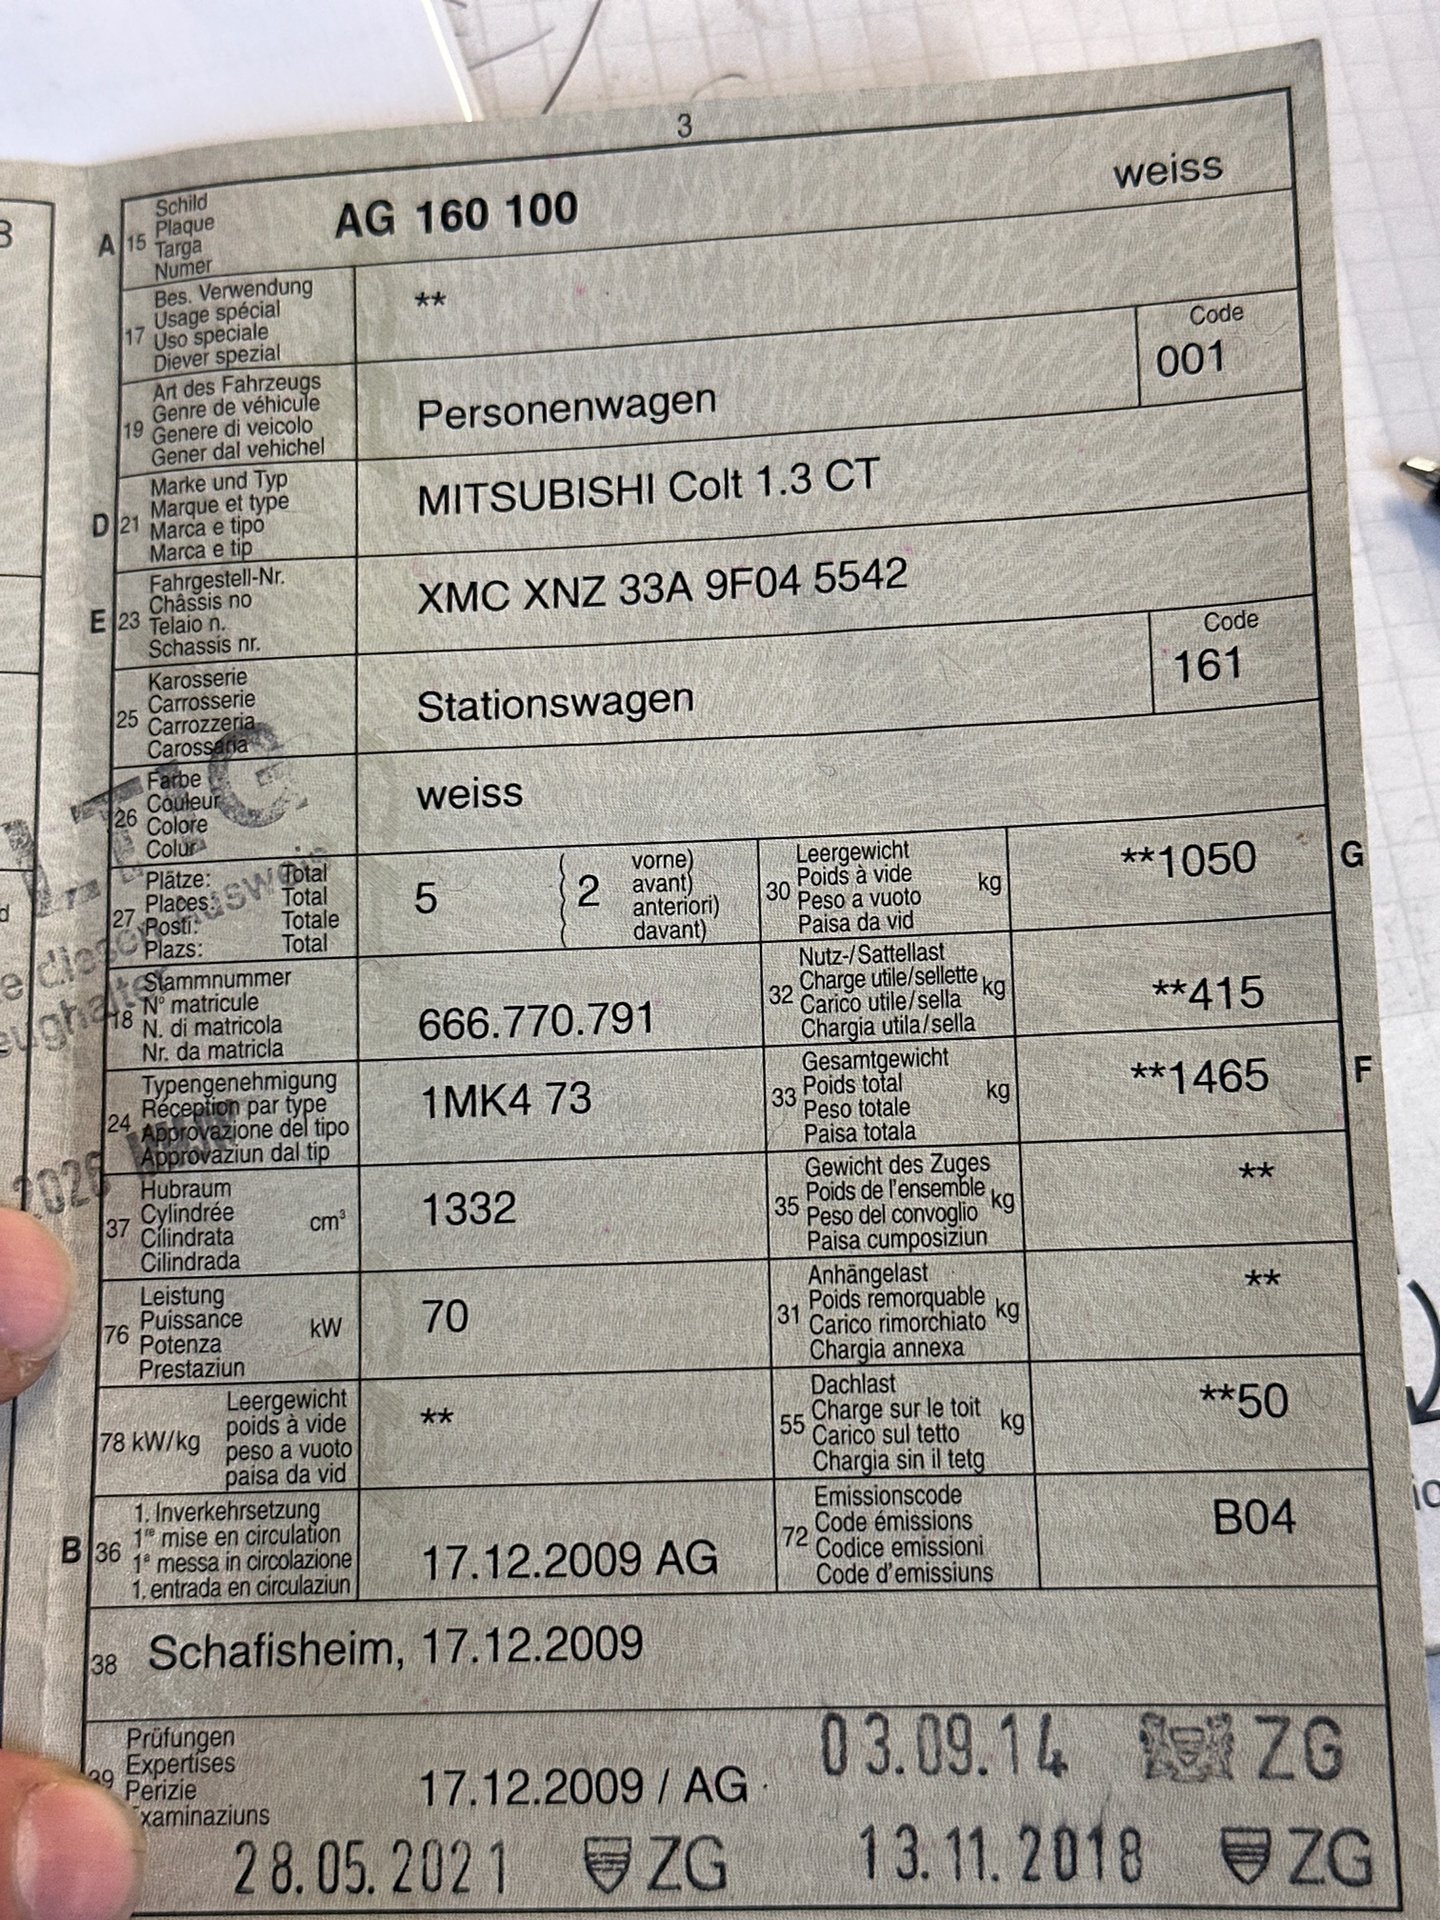 3
A 15 Schild
Plaque
Targa
Numer
AG 160 100 weiss
17 Bes. Verwendung
Usage spécial
Uso speciale
Diever spezial
**
19 Art des Fahrzeugs
Genre de véhicule
Genere di veicolo
Gener dal vehichel
Personenwagen
Code
001
D 21 Marke und Typ
Marque et type
Marca e tipo
Marca e tip
MITSUBISHI Colt 1.3 CT
E 23 Fahrgestell-Nr.
Châssis no
Telaio n.
Schassis nr.
XMC XNZ 33A 9F04 5542
25 Karosserie
Carrosserie
Carrozzeria
Carossaria
Stationswagen
Code
161
26 Farbe
Couleur
Colore
Colur
weiss
27 Plätze: Total
Places: Total
Posti: Totale
Plazs: Total
5 2 vorne)
avant)
anteriori)
davant)
30 Leergewicht
Poids à vide
Peso a vuoto
Paisa da vid
kg
**1050 G
18 Stammnummer
N° matricule
N. di matricola
Nr. da matricla
666.770.791
32 Nutz-/Sattellast
Charge utile/sellette
Carico utile/sella
Chargia utila/sella
kg
**415
24 Typengenehmigung
Réception par type
Approvazione del tipo
Approvaziun dal tip
1MK4 73
33 Gesamtgewicht
Poids total
Peso totale
Paisa totala
kg
**1465 F
37 Hubraum
Cylindrée
Cilindrata
Cilindrada
cm³
1332
35 Gewicht des Zuges
Poids de l'ensemble
Peso del convoglio
Paisa cumposiziun
kg
**
76 Leistung
Puissance
Potenza
Prestaziun
kW
70
31 Anhängelast
Poids remorquable
Carico rimorchiato
Chargia annexa
kg
**
78 kW/kg Leergewicht
poids à vide
peso a vuoto
paisa da vid
**
55 Dachlast
Charge sur le toit
Carico sul tetto
Chargia sin il tetg
kg
**50
B 36 1. Inverkehrsetzung
1re mise en circulation
1a messa in circolazione
1. entrada en circulaziun
17.12.2009 AG
72 Emissionscode
Code émissions
Codice emissioni
Code d'emissiuns
B04
38 Schafisheim, 17.12.2009
39 Prüfungen
Expertises
Perizie
Examinaziuns
17.12.2009 / AG
03.09.14 ZG
28.05.2021 ZG
13.11.2018 ZG